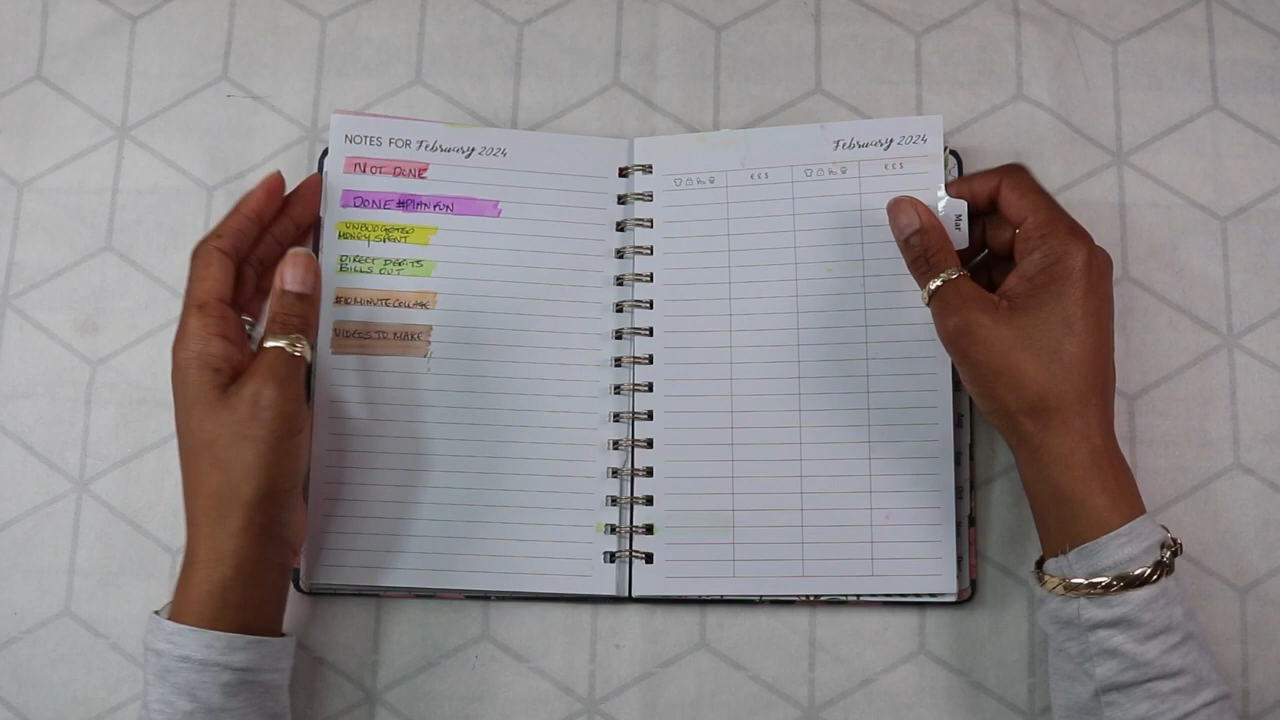 NOTES FOR February 2024
NOT DONE
DONE #PLANFUN
UNBUDGETED
MONEY SPENT
DIRECT DEBITS
BILLS OUT
#10MINUTECOLLAGE
VIDEOS TO MAKE
February 2024
€ £ $
€ £ $
Mar